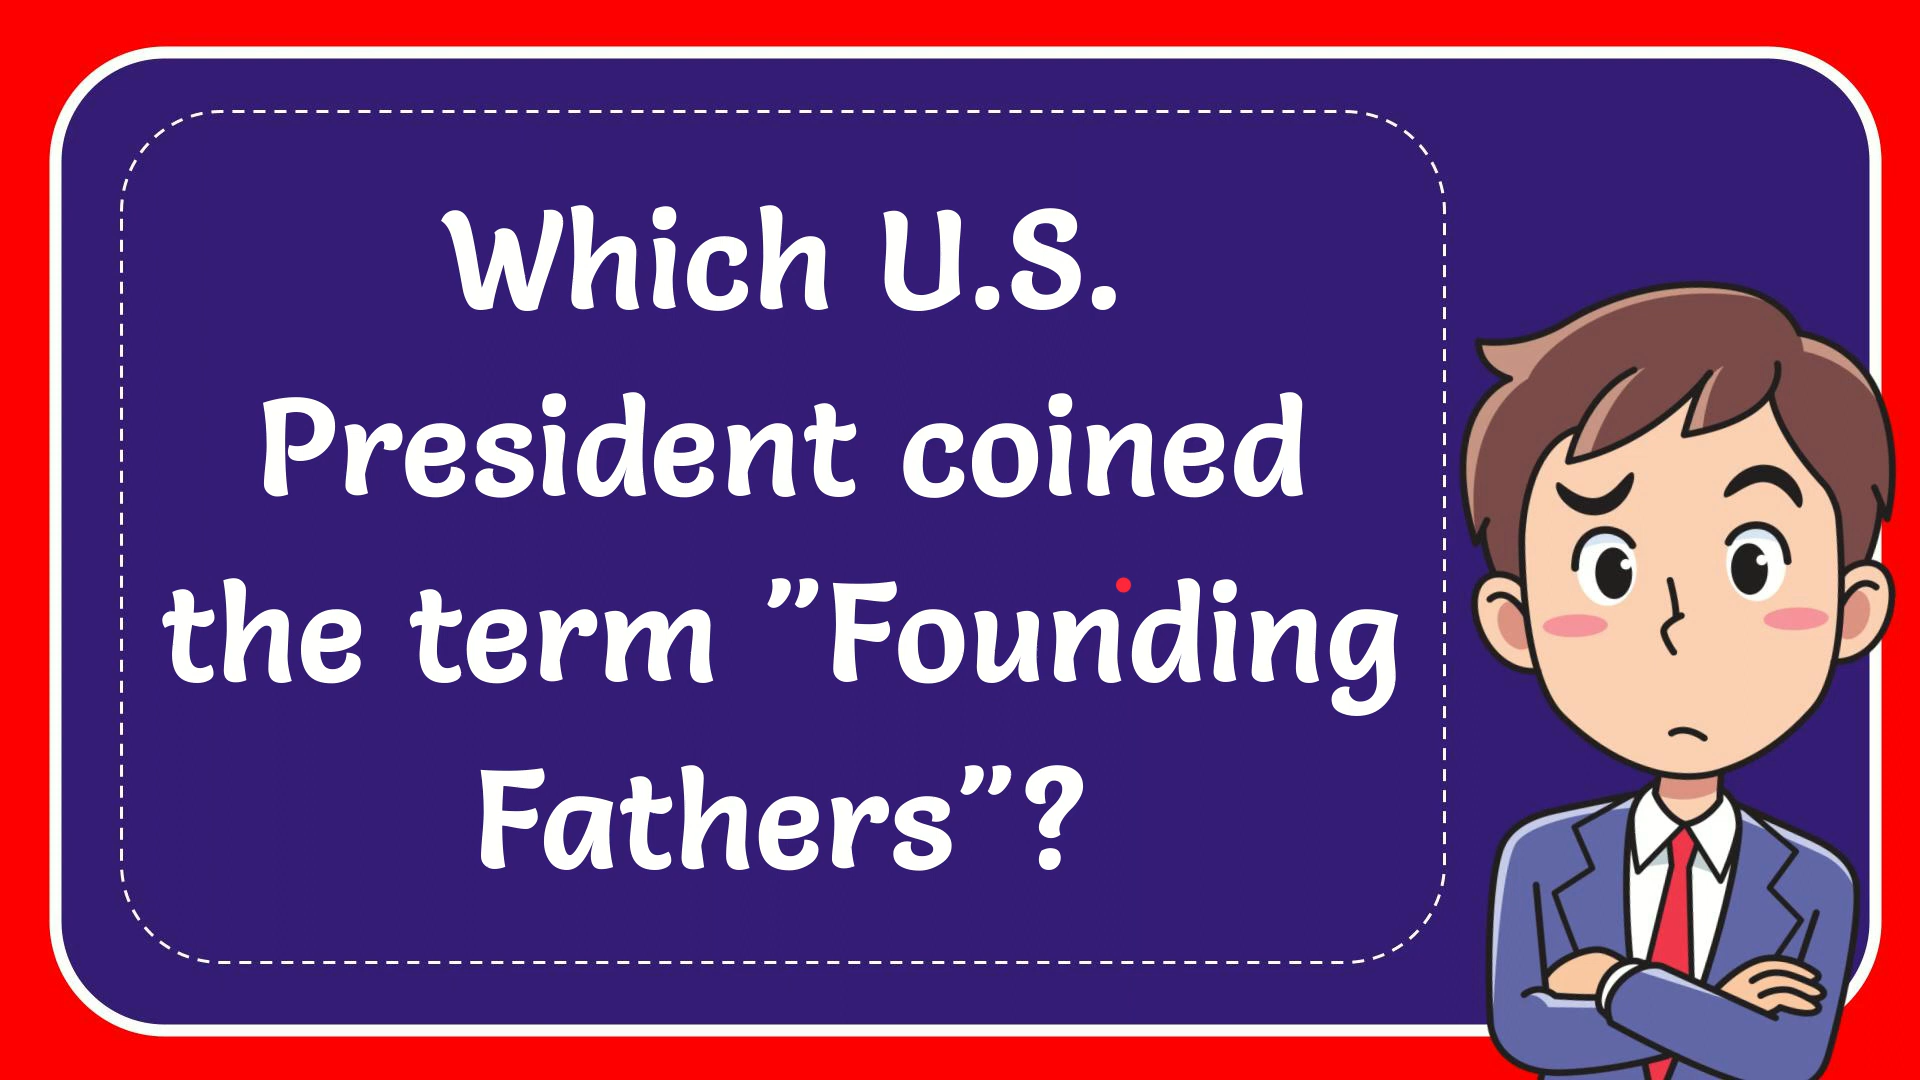 Which U.S.
President coined
the term "Founding
Fathers"?